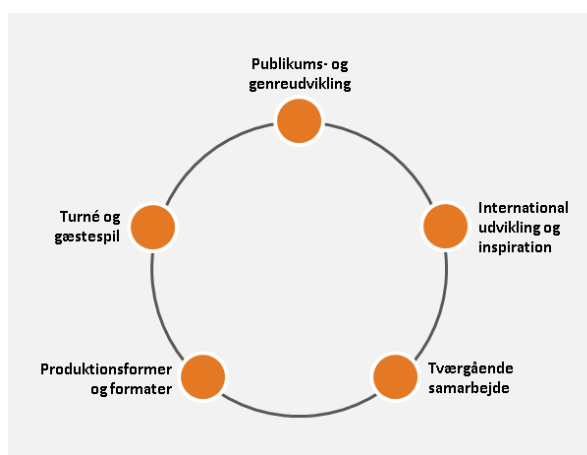 Publikums- og
genreudvikling
International
udvikling og
inspiration
Tværgående
samarbejde
Produktionsformer
og formater
Turné og
gæstespil